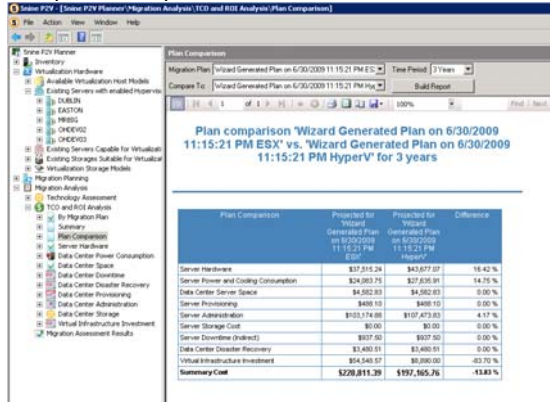 5nine P2V - [5nine P2V Planner\Migration Analysis\TCO and ROI Analysis\Plan Comparison]
File Action View Window Help
5nine P2V Planner
Inventory
Virtualization Hardware
Available Virtualization Host Models
Existing Servers with enabled Hypervisor
DUBLIN
EASTON
MRBIG
OHDEV02
OHDEV03
Existing Servers Capable for Virtualizati
Existing Storages Suitable for Virtualizat
Virtualization Storage Models
Migration Planning
Migration Analysis
Technology Assessment
TCO and ROI Analysis
By Migration Plan
Summary
Plan Comparison
Server Hardware
Data Center Power Consumption
Data Center Space
Data Center Downtime
Data Center Disaster Recovery
Data Center Provisioning
Data Center Administration
Data Center Storage
Virtual Infrastructure Investment
Migration Assessment Results
Plan Comparison
Migration Plan: Wizard Generated Plan on 6/30/2009 11:15:21 PM ES
Time Period: 3 Years
Compare To: Wizard Generated Plan on 6/30/2009 11:15:21 PM Hy
Build Report
1 of 1 100% Find Next
Plan comparison 'Wizard Generated Plan on 6/30/2009
11:15:21 PM ESX' vs. 'Wizard Generated Plan on 6/30/2009
11:15:21 PM HyperV' for 3 years
Plan Comparison
Projected for 'Wizard Generated Plan on 6/30/2009 11:15:21 PM ESX'
Projected for 'Wizard Generated Plan on 6/30/2009 11:15:21 PM HyperV'
Difference
Server Hardware $37,515.24 $43,677.07 16.42 %
Server Power and Cooling Consumption $24,083.75 $27,635.91 14.75 %
Data Center Server Space $4,582.83 $4,582.83 0.00 %
Server Provisioning $488.10 $488.10 0.00 %
Server Administration $103,174.88 $107,473.83 4.17 %
Server Storage Cost $0.00 $0.00 0.00 %
Server Downtime (Indirect) $937.50 $937.50 0.00 %
Data Center Disaster Recovery $3,480.51 $3,480.51 0.00 %
Virtual Infrastructure Investment $54,548.57 $8,890.00 -83.70 %
Summary Cost $228,811.39 $197,165.76 -13.83 %